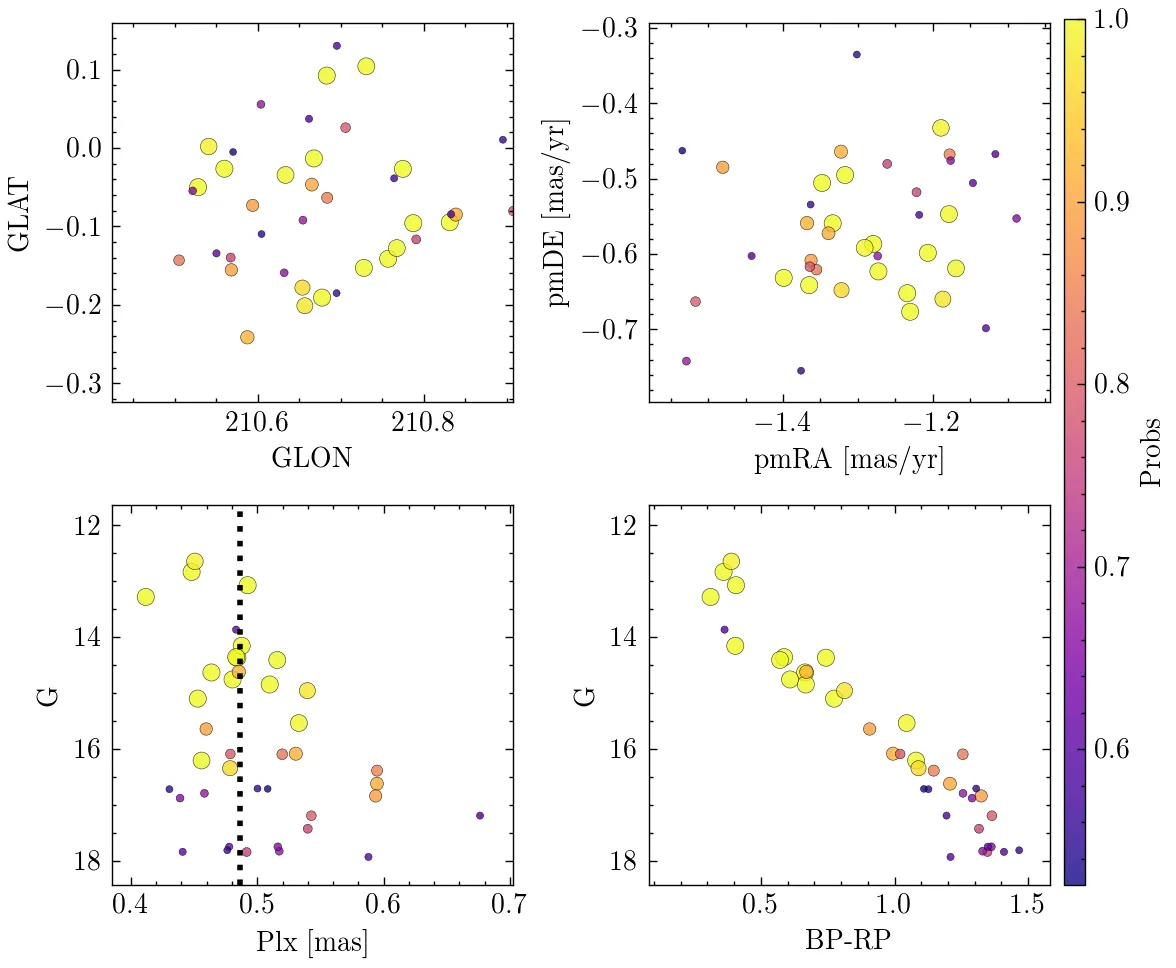 0.1
0.0
−0.1
−0.2
−0.3
GLAT
210.6 210.8
GLON
−0.3
−0.4
−0.5
−0.6
−0.7
pmDE [mas/yr]
−1.4 −1.2
pmRA [mas/yr]
12
14
16
18
G
0.4 0.5 0.6 0.7
Plx [mas]
12
14
16
18
G
0.5 1.0 1.5
BP-RP
1.0
0.9
0.8
0.7
0.6
Probs